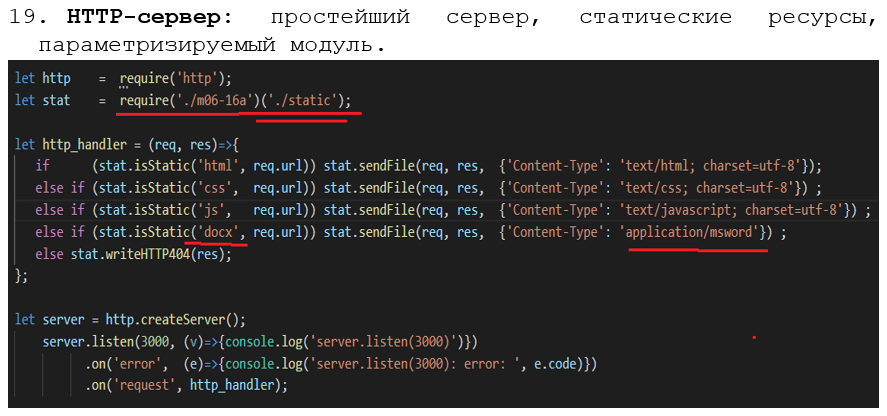 19. HTTP-сервер: простейший сервер, статические ресурсы,
параметризируемый модуль.
let http   =  require('http');
let stat   =  require('./m06-16a')('./static');
let http_handler = (req, res)=>{
   if      (stat.isStatic('html', req.url)) stat.sendFile(req, res,  {'Content-Type': 'text/html; charset=utf-8'});
   else if (stat.isStatic('css',  req.url)) stat.sendFile(req, res,  {'Content-Type': 'text/css; charset=utf-8'}) ;
   else if (stat.isStatic('js',   req.url)) stat.sendFile(req, res,  {'Content-Type': 'text/javascript; charset=utf-8'}) ;
   else if (stat.isStatic('docx', req.url)) stat.sendFile(req, res,  {'Content-Type': 'application/msword'}) ;
   else stat.writeHTTP404(res);
};
let server = http.createServer();
    server.listen(3000, (v)=>{console.log('server.listen(3000)')})
          .on('error',  (e)=>{console.log('server.listen(3000): error: ', e.code)})
          .on('request', http_handler);